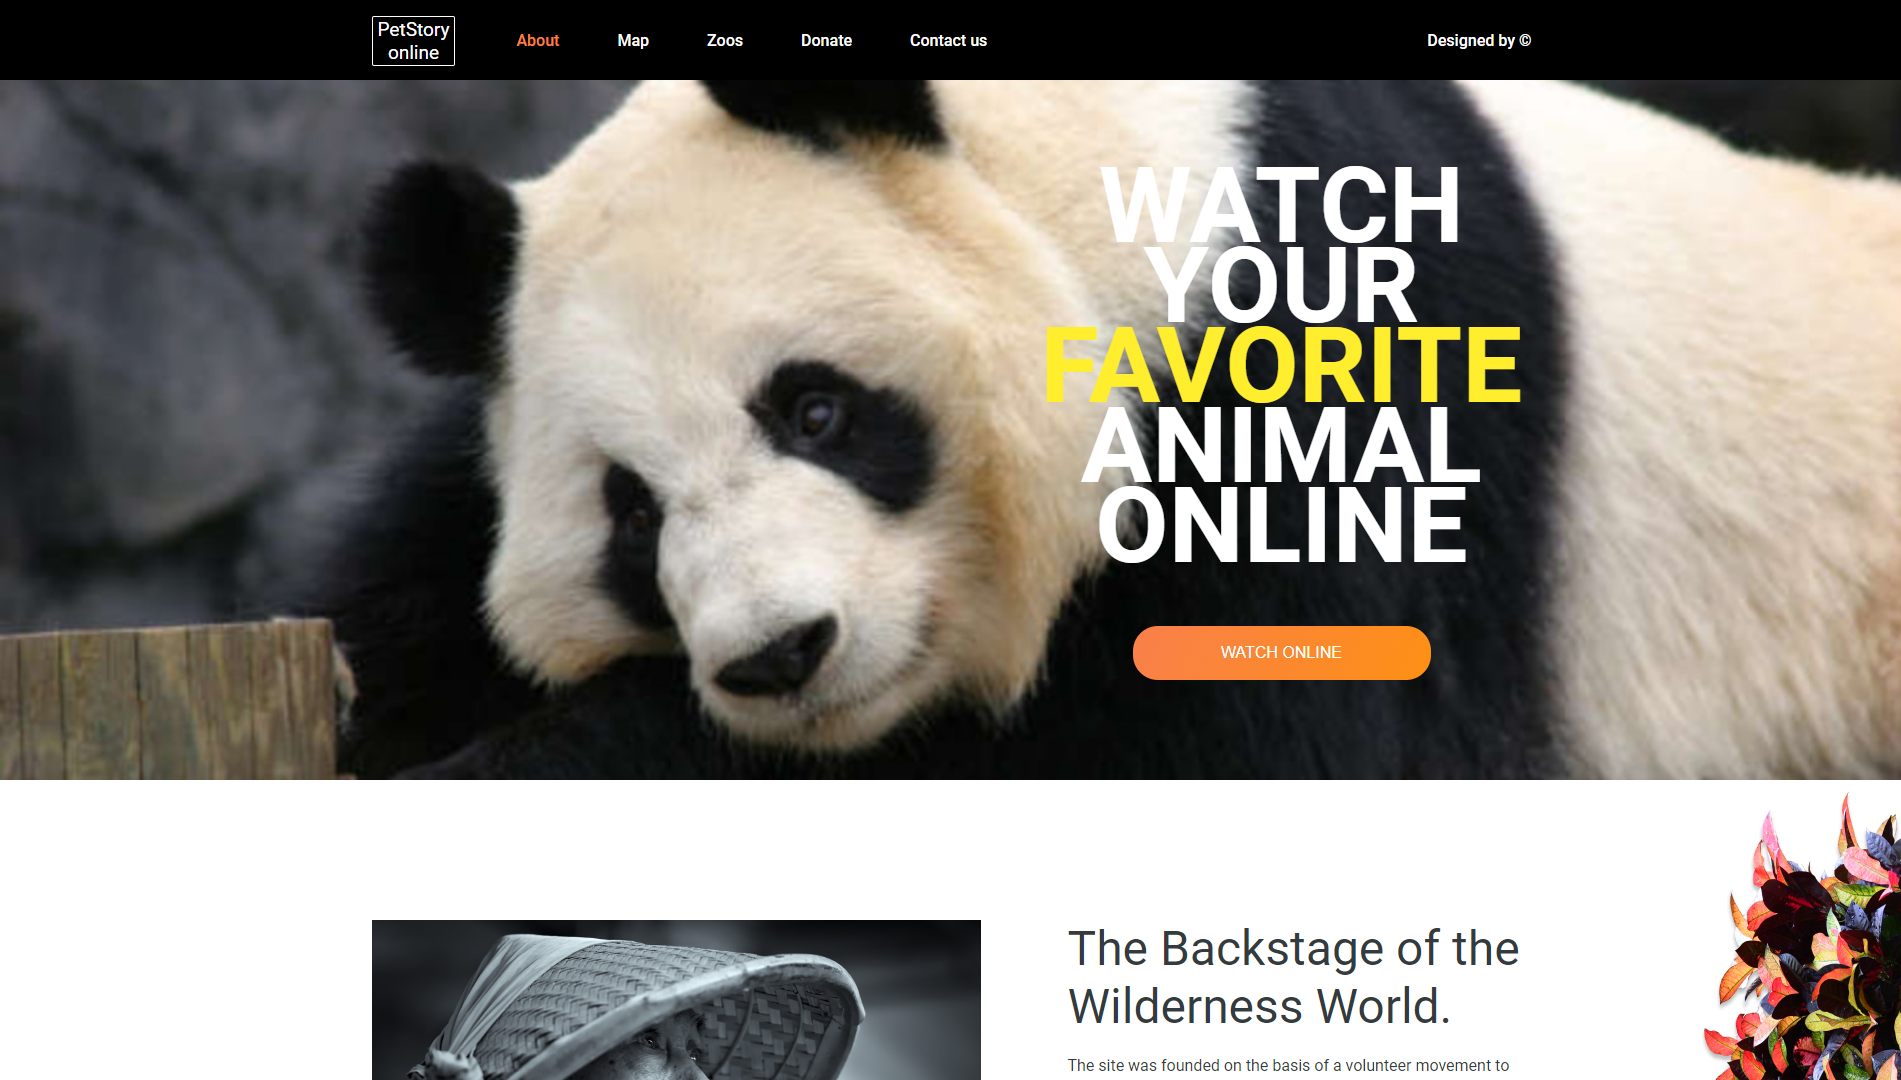 PetStory
online
About
Map
Zoos
Donate
Contact us
Designed by ©
WATCH
YOUR
FAVORITE
ANIMAL
ONLINE
WATCH ONLINE
The Backstage of the
Wilderness World.
The site was founded on the basis of a volunteer movement to